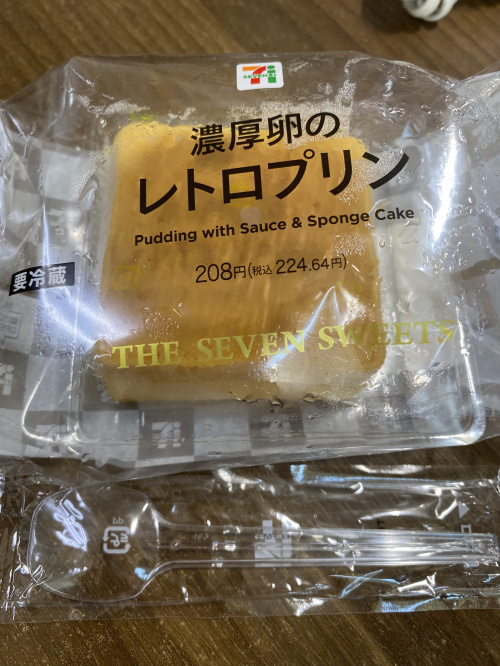 濃厚卵の
レトロプリン
Pudding with Sauce & Sponge Cake
208円(税込 224.64円)
要冷蔵
THE SEVEN SWEETS